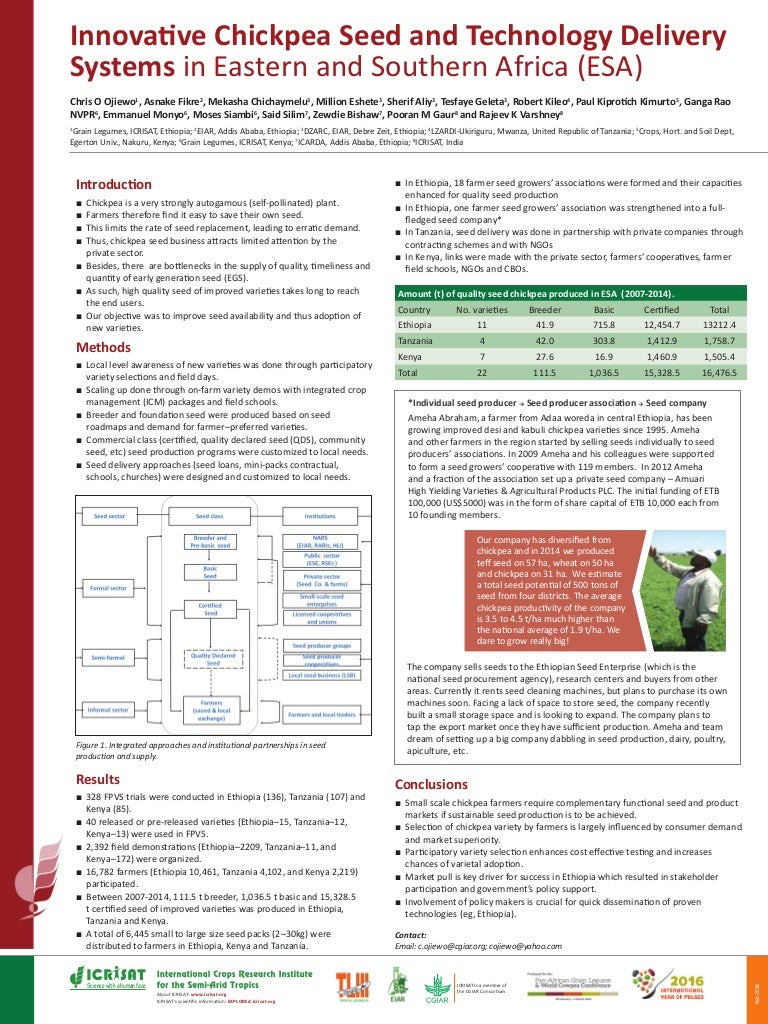 Innovative Chickpea Seed and Technology Delivery
Systems in Eastern and Southern Africa (ESA)
Chris O Ojiewo¹, Asnake Fikre², Mekasha Chichaymelu³, Million Eshete³, Sherif Aliy³, Tesfaye Geleta³, Robert Kileo⁴, Paul Kiprotich Kimurto⁵, Ganga Rao
NVPR⁶, Emmanuel Monyo⁶, Moses Siambi⁶, Said Silim⁷, Zewdie Bishaw⁷, Pooran M Gaur⁸ and Rajeev K Varshney⁸
¹Grain Legumes, ICRISAT, Ethiopia; ²EIAR, Addis Ababa, Ethiopia; ³DZARC, EIAR, Debre Zeit, Ethiopia; ⁴LZARDI-Ukiriguru, Mwanza, United Republic of Tanzania; ⁵Crops, Hort. and Soil Dept,
Egerton Univ., Nakuru, Kenya; ⁶Grain Legumes, ICRISAT, Kenya; ⁷ICARDA, Addis Ababa, Ethiopia; ⁸ICRISAT, India
Introduction
■ Chickpea is a very strongly autogamous (self-pollinated) plant.
■ Farmers therefore find it easy to save their own seed.
■ This limits the rate of seed replacement, leading to erratic demand.
■ Thus, chickpea seed business attracts limited attention by the
private sector.
■ Besides, there are bottlenecks in the supply of quality, timeliness and
quantity of early generation seed (EGS).
■ As such, high quality seed of improved varieties takes long to reach
the end users.
■ Our objective was to improve seed availability and thus adoption of
new varieties.
Methods
■ Local level awareness of new varieties was done through participatory
variety selections and field days.
■ Scaling up done through on-farm variety demos with integrated crop
management (ICM) packages and field schools.
■ Breeder and foundation seed were produced based on seed
roadmaps and demand for farmer–preferred varieties.
■ Commercial class (certified, quality declared seed (QDS), community
seed, etc) seed production programs were customized to local needs.
■ Seed delivery approaches (seed loans, mini-packs contractual,
schools, churches) were designed and customized to local needs.
Seed sector
Seed class
Institutions
Breeder and
Pre-basic seed
NARS
(EIAR, RARIs, HLI)
Public sector
(ESE, RSEs)
Basic
Seed
Private sector
(Seed Co. & farms)
Formal sector
Small-scale seed
enterprises
Certified
Seed
Licensed cooperatives
and unions
Seed producer groups
Semi-formal
Quality Declared
Seed
Seed producer
cooperatives
Local seed business (LSB)
Informal sector
Farmers
(saved & local
exchange)
Farmers and local traders
Figure 1. Integrated approaches and institutional partnerships in seed
production and supply.
Results
■ 328 FPVS trials were conducted in Ethiopia (136), Tanzania (107) and
Kenya (85).
■ 40 released or pre-released varieties (Ethiopia–15, Tanzania–12,
Kenya–13) were used in FPVS.
■ 2,392 field demonstrations (Ethiopia–2209, Tanzania–11, and
Kenya–172) were organized.
■ 16,782 farmers (Ethiopia 10,461, Tanzania 4,102, and Kenya 2,219)
participated.
■ Between 2007-2014, 111.5 t breeder, 1,036.5 t basic and 15,328.5
t certified seed of improved varieties was produced in Ethiopia,
Tanzania and Kenya.
■ A total of 6,445 small to large size seed packs (2–30kg) were
distributed to farmers in Ethiopia, Kenya and Tanzania.
■ In Ethiopia, 18 farmer seed growers' associations were formed and their capacities
enhanced for quality seed production
■ In Ethiopia, one farmer seed growers' association was strengthened into a full-
fledged seed company*
■ In Tanzania, seed delivery was done in partnership with private companies through
contracting schemes and with NGOs
■ In Kenya, links were made with the private sector, farmers' cooperatives, farmer
field schools, NGOs and CBOs.
Amount (t) of quality seed chickpea produced in ESA (2007-2014).
Country No. varieties Breeder Basic Certified Total
Ethiopia 11 41.9 715.8 12,454.7 13212.4
Tanzania 4 42.0 303.8 1,412.9 1,758.7
Kenya 7 27.6 16.9 1,460.9 1,505.4
Total 22 111.5 1,036.5 15,328.5 16,476.5
*Individual seed producer → Seed producer association → Seed company
Ameha Abraham, a farmer from Adaa woreda in central Ethiopia, has been
growing improved desi and kabuli chickpea varieties since 1995. Ameha
and other farmers in the region started by selling seeds individually to seed
producers' associations. In 2009 Ameha and his colleagues were supported
to form a seed growers' cooperative with 119 members. In 2012 Ameha
and a fraction of the association set up a private seed company – Amuari
High Yielding Varieties & Agricultural Products PLC. The initial funding of ETB
100,000 (US$5000) was in the form of share capital of ETB 10,000 each from
10 founding members.
Our company has diversified from
chickpea and in 2014 we produced
teff seed on 57 ha, wheat on 50 ha
and chickpea on 31 ha. We estimate
a total seed potential of 500 tons of
seed from four districts. The average
chickpea productivity of the company
is 3.5 to 4.5 t/ha much higher than
the national average of 1.9 t/ha. We
dare to grow really big!
The company sells seeds to the Ethiopian Seed Enterprise (which is the
national seed procurement agency), research centers and buyers from other
areas. Currently it rents seed cleaning machines, but plans to purchase its own
machines soon. Facing a lack of space to store seed, the company recently
built a small storage space and is looking to expand. The company plans to
tap the export market once they have sufficient production. Ameha and team
dream of setting up a big company dabbling in seed production, dairy, poultry,
apiculture, etc.
Conclusions
■ Small scale chickpea farmers require complementary functional seed and product
markets if sustainable seed production is to be achieved.
■ Selection of chickpea variety by farmers is largely influenced by consumer demand
and market superiority.
■ Participatory variety selection enhances cost effective testing and increases
chances of varietal adoption.
■ Market pull is key driver for success in Ethiopia which resulted in stakeholder
participation and government's policy support.
■ Involvement of policy makers is crucial for quick dissemination of proven
technologies (eg, Ethiopia).
Contact:
Email: c.ojiewo@cgiar.org; cojiewo@yahoo.com
ICRISAT
Science with a human face
International Crops Research Institute
for the Semi-Arid Tropics
About ICRISAT: www.icrisat.org
ICRISAT's scientific information: EXPLOREit.icrisat.org
TL III
EIAR
CGIAR
ICRISAT is a member of
the CGIAR Consortium
Pan-African Grain Legume
& World Cowpea Conference
2016
INTERNATIONAL
YEAR OF PULSES
Feb 2016